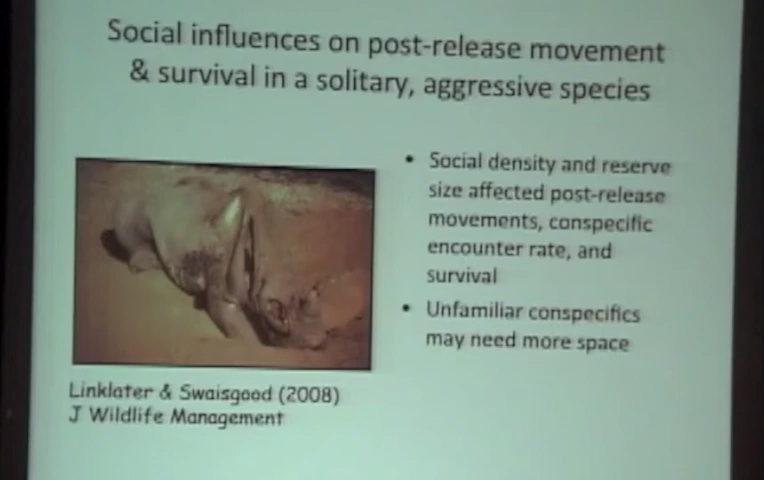 Social influences on post-release movement
& survival in a solitary, aggressive species
• Social density and reserve
size affected post-release
movements, conspecific
encounter rate, and
survival
• Unfamiliar conspecifics
may need more space
Linklater & Swaisgood (2008)
J Wildlife Management